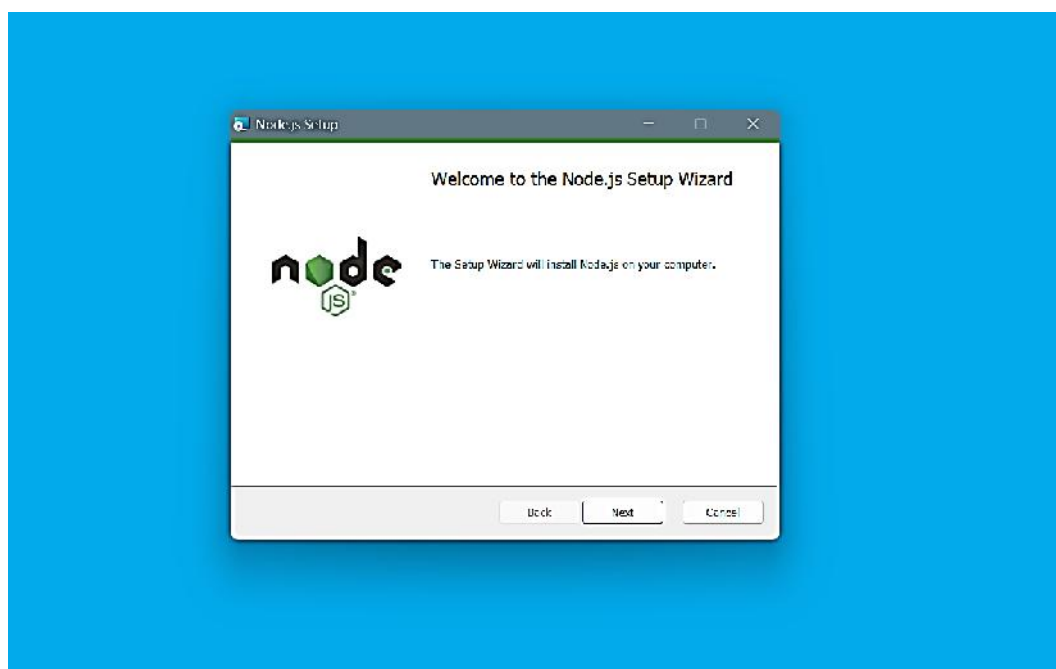 Node.js Setup
Welcome to the Node.js Setup Wizard
node
JS
The Setup Wizard will install Node.js on your computer.
Back
Next
Cancel